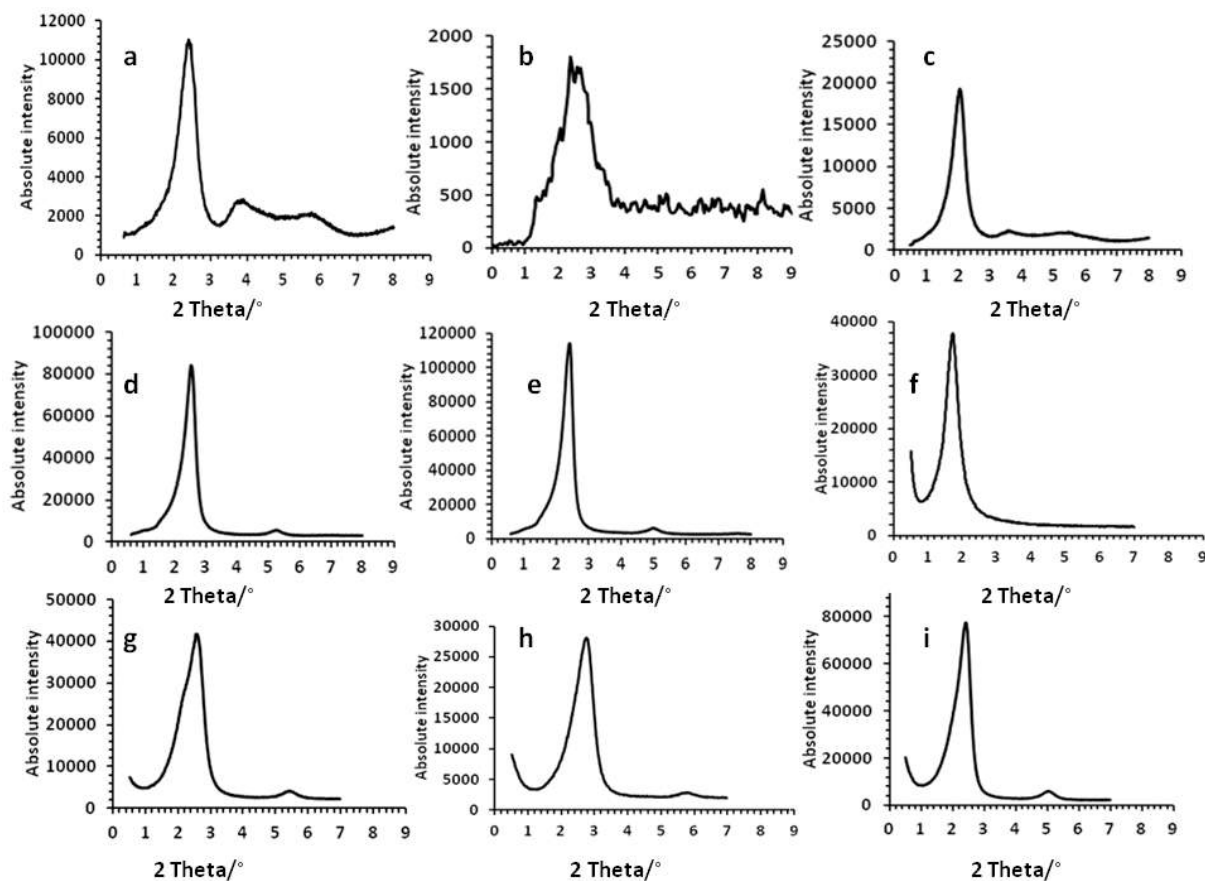 a
Absolute intensity
12000
10000
8000
6000
4000
2000
0
0 1 2 3 4 5 6 7 8 9
2 Theta/°
b
Absolute intensity
2000
1500
1000
500
0
0 1 2 3 4 5 6 7 8 9
2 Theta/°
c
Absolute intensity
25000
20000
15000
10000
5000
0
0 1 2 3 4 5 6 7 8 9
2 Theta/°
d
Absolute intensity
100000
80000
60000
40000
20000
0
0 1 2 3 4 5 6 7 8 9
2 Theta/°
e
Absolute intensity
120000
100000
80000
60000
40000
20000
0
0 1 2 3 4 5 6 7 8 9
2 Theta/°
f
Absolute intensity
40000
30000
20000
10000
0
0 1 2 3 4 5 6 7 8 9
2 Theta/°
g
Absolute intensity
50000
40000
30000
20000
10000
0
0 1 2 3 4 5 6 7 8 9
2 Theta/°
h
Absolute intensity
30000
25000
20000
15000
10000
5000
0
0 1 2 3 4 5 6 7 8 9
2 Theta/°
i
Absolute intensity
80000
60000
40000
20000
0
0 1 2 3 4 5 6 7 8 9
2 Theta/°